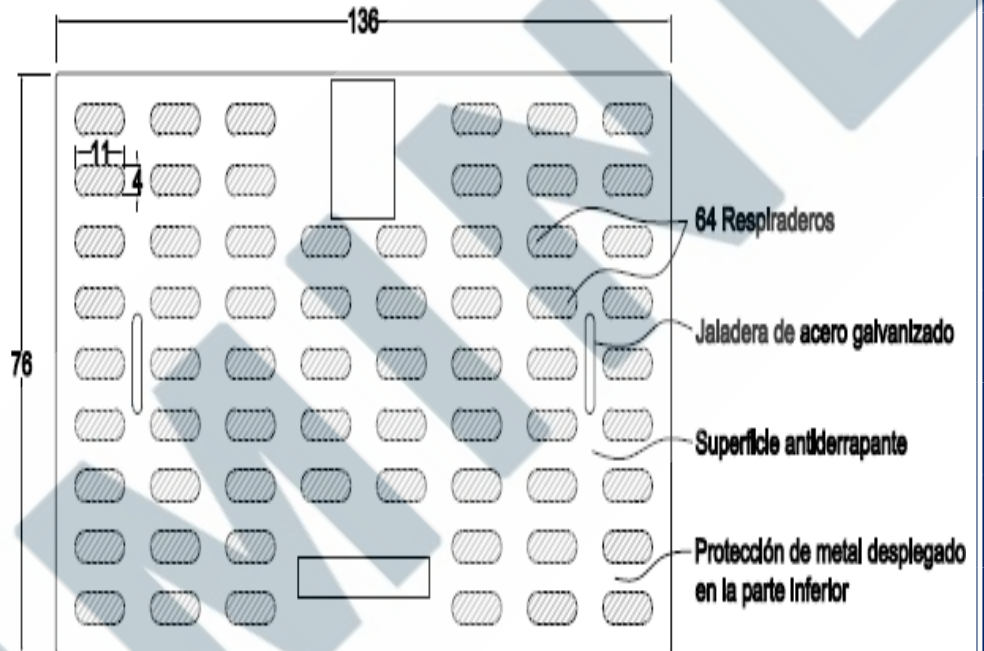 136
11
4
64 Respiraderos
76
Jaladera de acero galvanizado
Superficie antiderrapante
Protección de metal desplegado
en la parte inferior